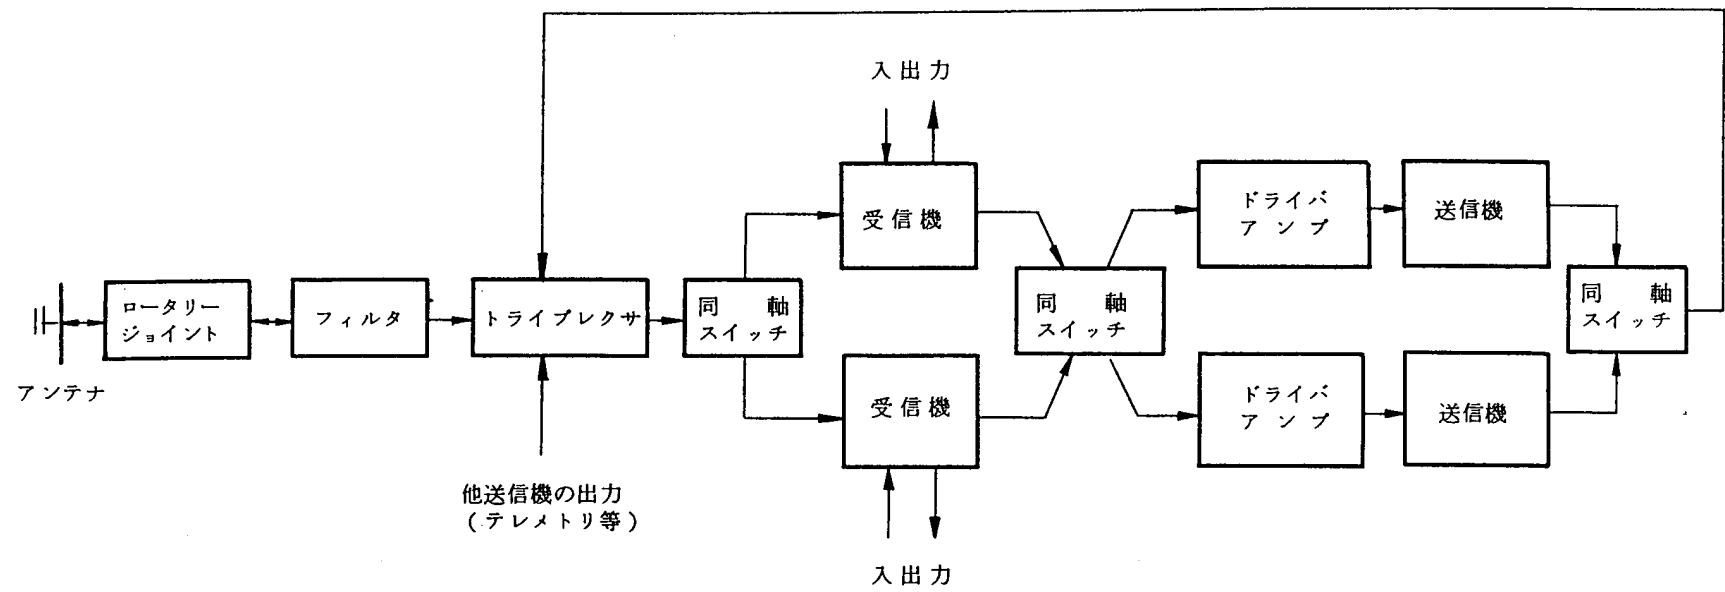 入出力
受信機
ドライバ
アンプ
送信機
ロータリー
ジョイント
フィルタ
トライプレクサ
同軸
スイッチ
同軸
スイッチ
同軸
スイッチ
アンテナ
受信機
ドライバ
アンプ
送信機
他送信機の出力
(テレメトリ等)
入出力